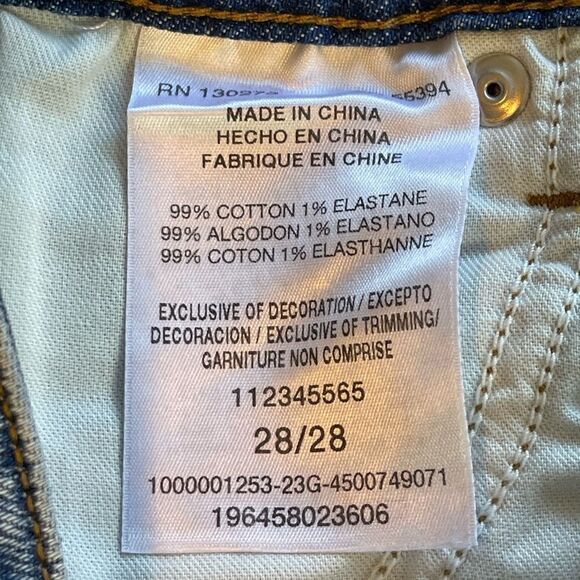 RN 55394
MADE IN CHINA
HECHO EN CHINA
FABRIQUE EN CHINE
99% COTTON 1% ELASTANE
99% ALGODON 1% ELASTANO
99% COTON 1% ELASTHANNE
EXCLUSIVE OF DECORATION / EXCEPTO
DECORACION / EXCLUSIVE OF TRIMMING/
GARNITURE NON COMPRISE
112345565
28/28
1000001253-23G-4500749071
196458023606